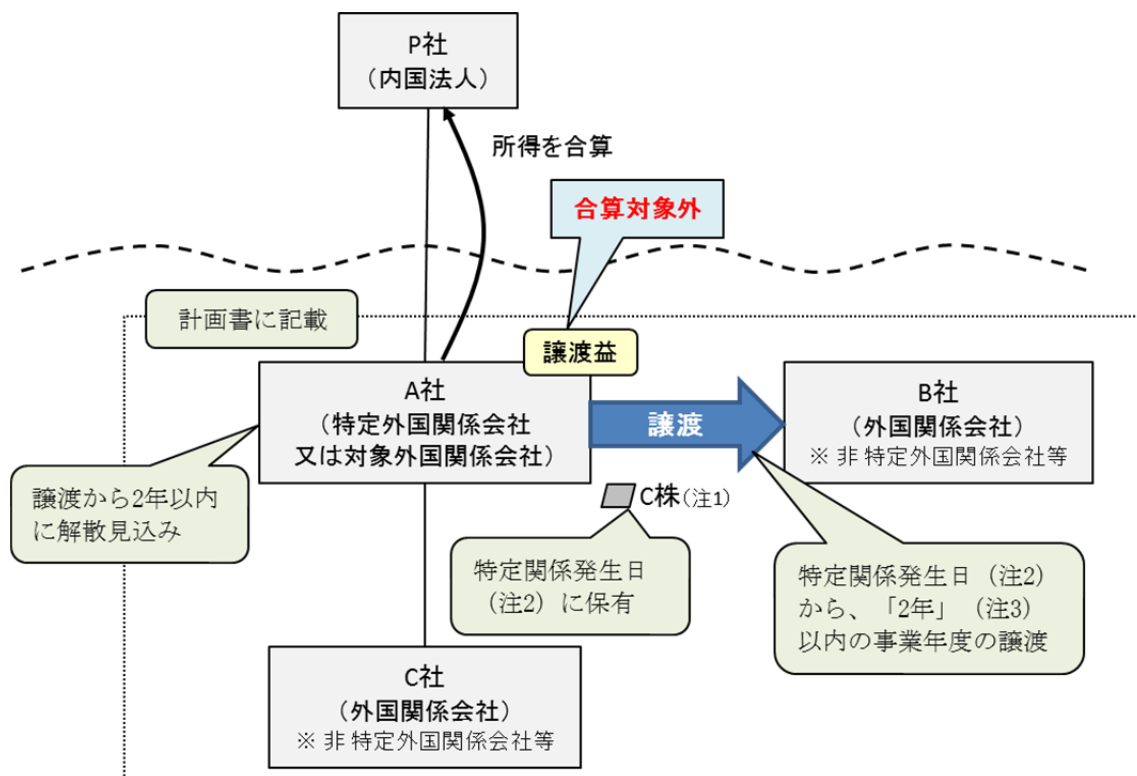 P社
(内国法人)
所得を合算
合算対象外
計画書に記載
譲渡益
A社
(特定外国関係会社
又は対象外国関係会社)
譲渡
B社
(外国関係会社)
※ 非 特定外国関係会社等
譲渡から2年以内
に解散見込み
C株(注1)
特定関係発生日
(注2)に保有
特定関係発生日(注2)
から、「2年」(注3)
以内の事業年度の譲渡
C社
(外国関係会社)
※ 非 特定外国関係会社等